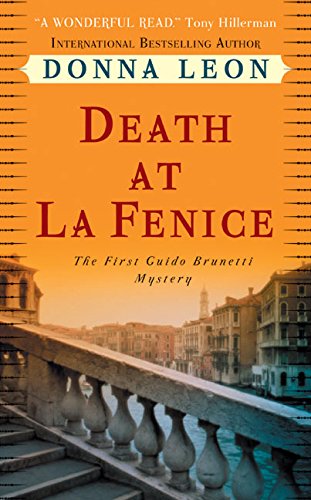 "A WONDERFUL READ." Tony Hillerman
INTERNATIONAL BESTSELLING AUTHOR
DONNA LEON
DEATH
AT
LA FENICE
The First Guido Brunetti
Mystery